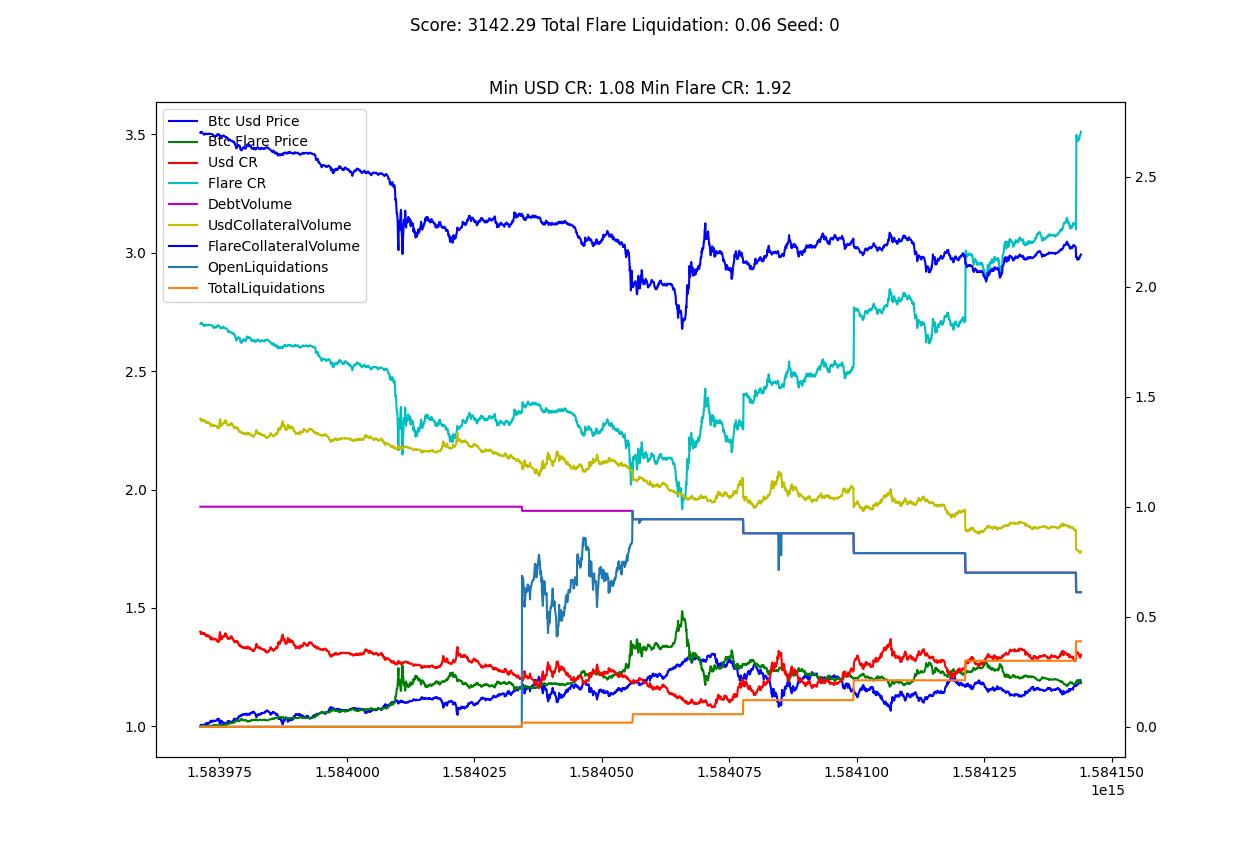 Score: 3142.29 Total Flare Liquidation: 0.06 Seed: 0
Min USD CR: 1.08 Min Flare CR: 1.92
Btc Usd Price
Btc Flare Price
Usd CR
Flare CR
DebtVolume
UsdCollateralVolume
FlareCollateralVolume
OpenLiquidations
TotalLiquidations
3.5
3.0
2.5
2.0
1.5
1.0
2.5
2.0
1.5
1.0
0.5
0.0
1.583975 1.584000 1.584025 1.584050 1.584075 1.584100 1.584125 1.584150
1e15